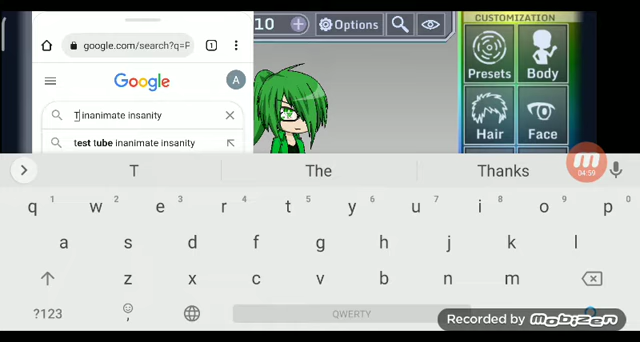 10 + Options
CUSTOMIZATION
google.com/search?q=F
1
Google
A
Presets
Body
T inanimate insanity
Hair
Face
test tube inanimate insanity
T
The
Thanks
04:59
q 1 w 2 e 3 r 4 t 5 y 6 u 7 i 8 o 9 p 0
a s d f g h j k l
z x c v b n m
?123
,
QWERTY
Recorded by mobizen